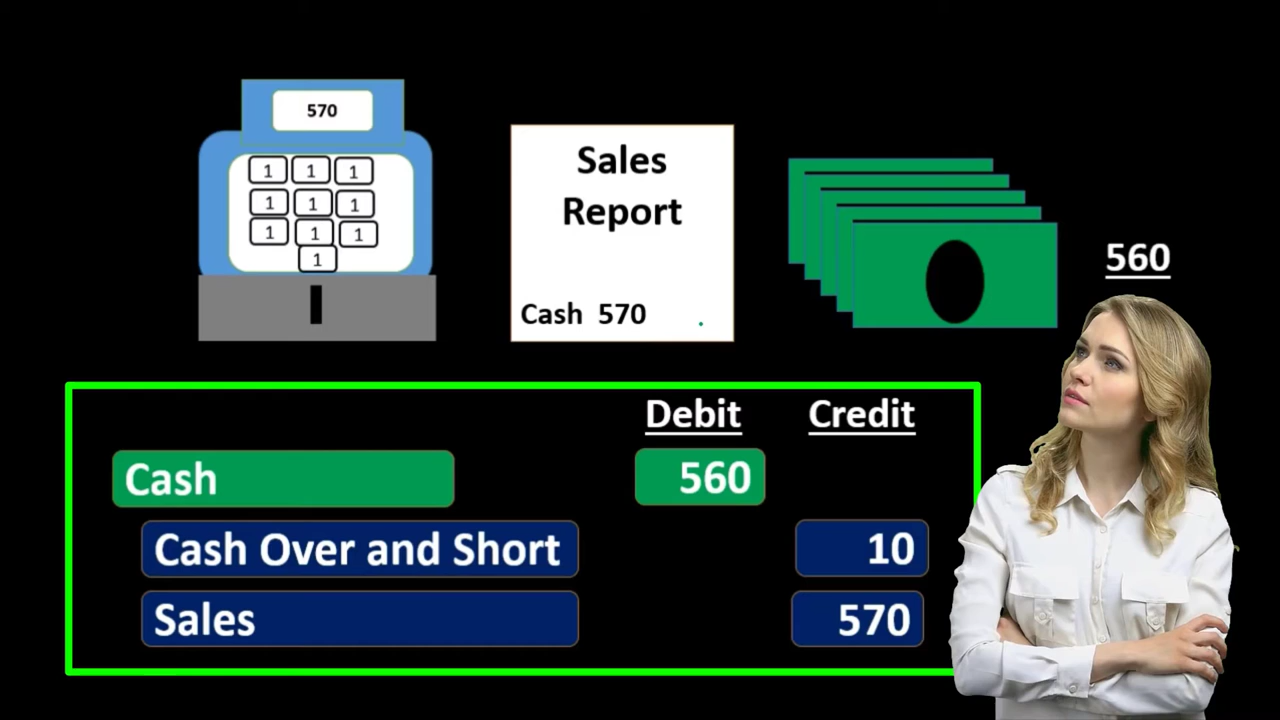 570
1 1 1
1 1 1
1 1 1
1
Sales
Report
Cash 570
560
Debit Credit
Cash 560
Cash Over and Short 10
Sales 570